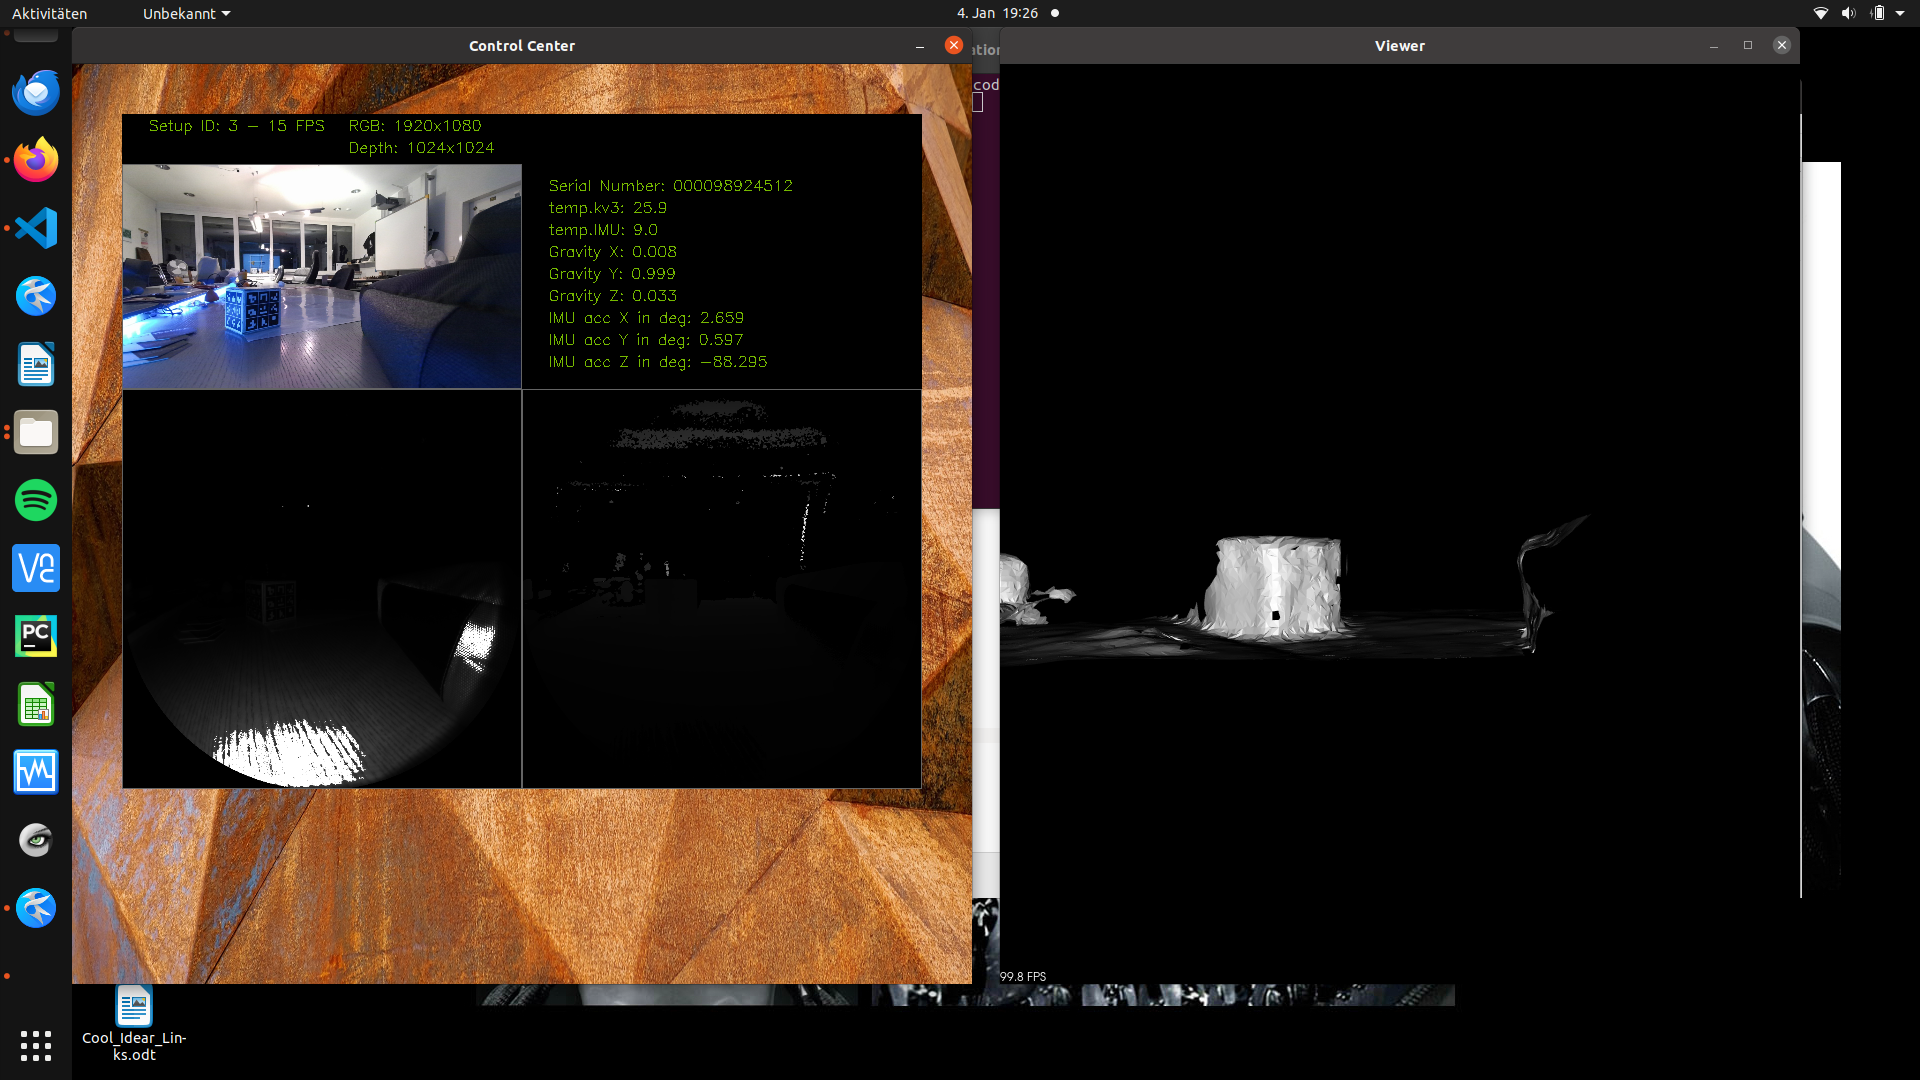 Aktivitäten
Unbekannt
4. Jan 19:26
Control Center
Viewer
Setup ID: 3 – 15 FPS RGB: 1920x1080
Depth: 1024x1024
Serial Number: 000098924512
temp.kv3: 25.9
temp.IMU: 9.0
Gravity X: 0.008
Gravity Y: 0.999
Gravity Z: 0.033
IMU acc X in deg: 2.659
IMU acc Y in deg: 0.597
IMU acc Z in deg: –88.295
ation
cod
PC
99.8 FPS
Cool_Idear_Lin-
ks.odt